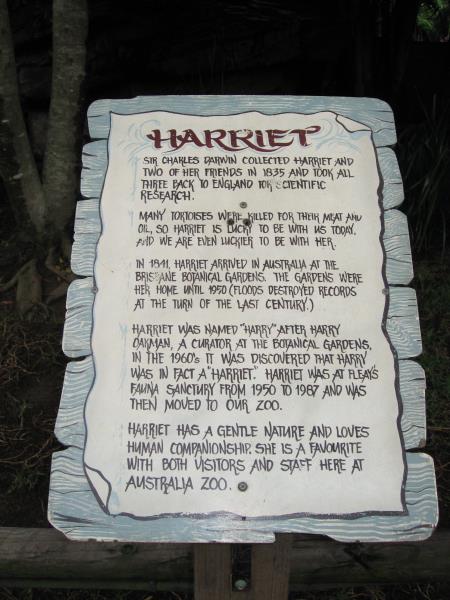 HARRIET
SIR CHARLES DARWIN COLLECTED HARRIET AND
TWO OF HER FRIENDS IN 1835 AND TOOK ALL
THREE BACK TO ENGLAND FOR SCIENTIFIC
RESEARCH.
MANY TORTOISES WERE KILLED FOR THEIR MEAT AND
OIL, SO HARRIET IS LUCKY TO BE WITH US TODAY,
AND WE ARE EVEN LUCKIER TO BE WITH HER.
IN 1841, HARRIET ARRIVED IN AUSTRALIA AT THE
BRISBANE BOTANICAL GARDENS. THE GARDENS WERE
HER HOME UNTIL 1950 (FLOODS DESTROYED RECORDS
AT THE TURN OF THE LAST CENTURY.)
HARRIET WAS NAMED "HARRY" AFTER HARRY
OAKMAN, A CURATOR AT THE BOTANICAL GARDENS.
IN THE 1960's IT WAS DISCOVERED THAT HARRY
WAS IN FACT A "HARRIET." HARRIET WAS AT FLEAY'S
FAUNA SANCTURY FROM 1950 TO 1987 AND WAS
THEN MOVED TO OUR ZOO.
HARRIET HAS A GENTLE NATURE AND LOVES
HUMAN COMPANIONSHIP. SHE IS A FAVOURITE
WITH BOTH VISITORS AND STAFF HERE AT
AUSTRALIA ZOO.